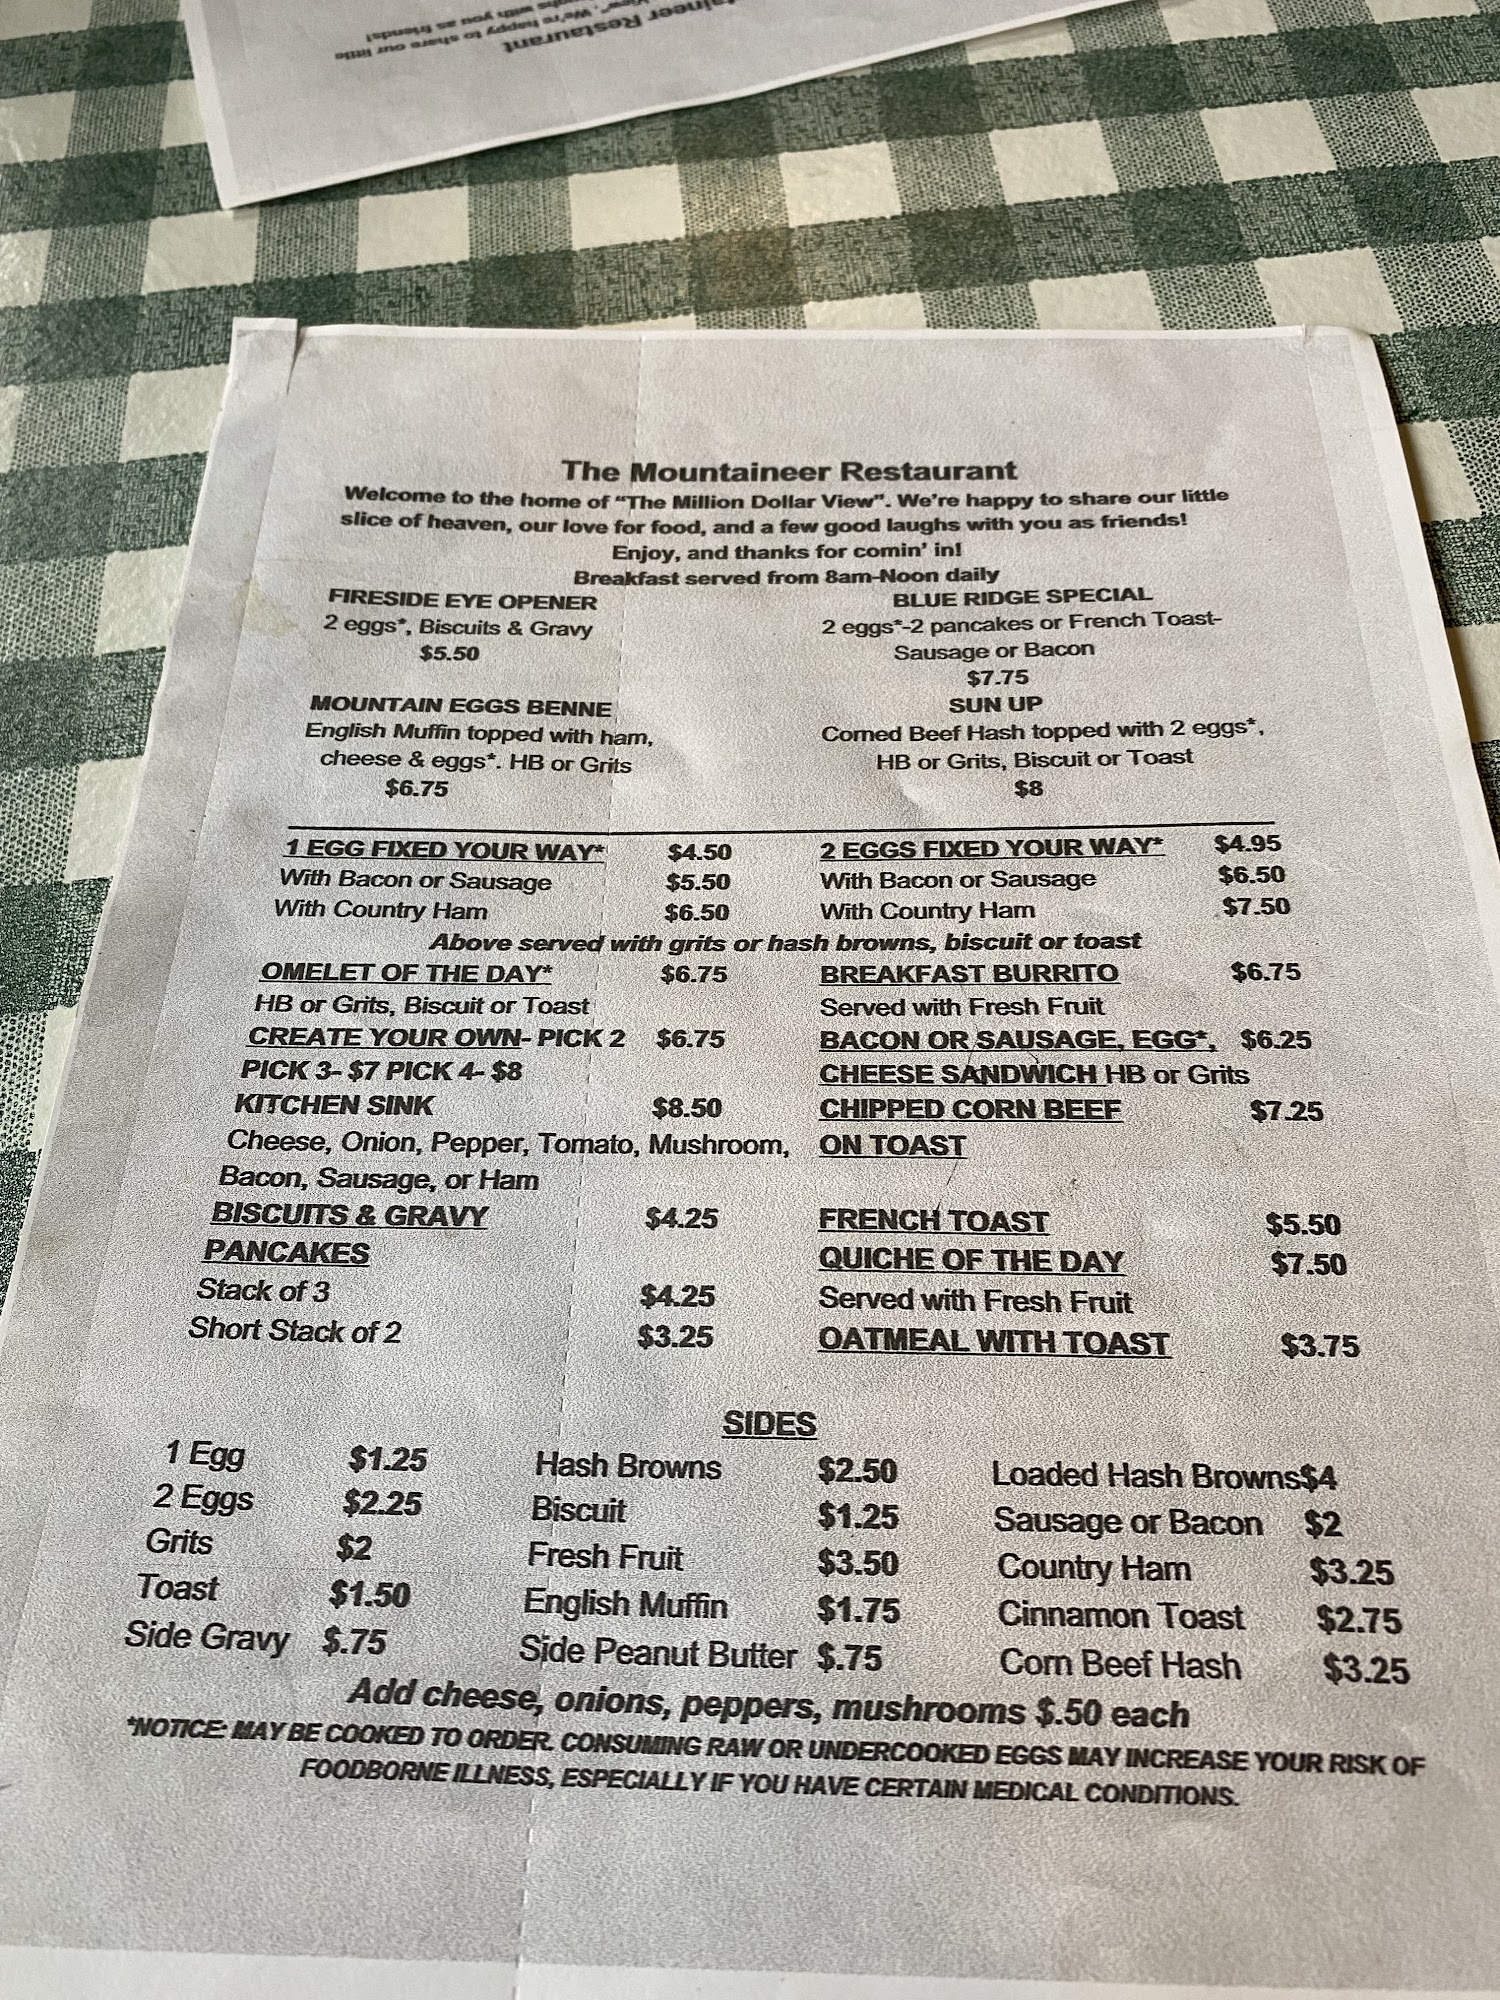 taineer Restaurant
View". We're happy to share our little
ughs with you as friends!
The Mountaineer Restaurant
Welcome to the home of "The Million Dollar View". We're happy to share our little
slice of heaven, our love for food, and a few good laughs with you as friends!
Enjoy, and thanks for comin' in!
Breakfast served from 8am-Noon daily
FIRESIDE EYE OPENER
2 eggs*, Biscuits & Gravy
$5.50
BLUE RIDGE SPECIAL
2 eggs*-2 pancakes or French Toast-
Sausage or Bacon
$7.75
MOUNTAIN EGGS BENNE
English Muffin topped with ham,
cheese & eggs*. HB or Grits
$6.75
SUN UP
Corned Beef Hash topped with 2 eggs*,
HB or Grits, Biscuit or Toast
$8
1 EGG FIXED YOUR WAY* $4.50
With Bacon or Sausage $5.50
With Country Ham $6.50
2 EGGS FIXED YOUR WAY* $4.95
With Bacon or Sausage $6.50
With Country Ham $7.50
Above served with grits or hash browns, biscuit or toast
OMELET OF THE DAY* $6.75
HB or Grits, Biscuit or Toast
CREATE YOUR OWN- PICK 2 $6.75
PICK 3- $7 PICK 4- $8
KITCHEN SINK $8.50
Cheese, Onion, Pepper, Tomato, Mushroom,
Bacon, Sausage, or Ham
BISCUITS & GRAVY $4.25
PANCAKES
Stack of 3 $4.25
Short Stack of 2 $3.25
BREAKFAST BURRITO $6.75
Served with Fresh Fruit
BACON OR SAUSAGE, EGG*, $6.25
CHEESE SANDWICH HB or Grits
CHIPPED CORN BEEF $7.25
ON TOAST
FRENCH TOAST $5.50
QUICHE OF THE DAY $7.50
Served with Fresh Fruit
OATMEAL WITH TOAST $3.75
SIDES
1 Egg $1.25
2 Eggs $2.25
Grits $2
Toast $1.50
Side Gravy $.75
Hash Browns $2.50
Biscuit $1.25
Fresh Fruit $3.50
English Muffin $1.75
Side Peanut Butter $.75
Loaded Hash Browns$4
Sausage or Bacon $2
Country Ham $3.25
Cinnamon Toast $2.75
Corn Beef Hash $3.25
Add cheese, onions, peppers, mushrooms $.50 each
*NOTICE: MAY BE COOKED TO ORDER. CONSUMING RAW OR UNDERCOOKED EGGS MAY INCREASE YOUR RISK OF
FOODBORNE ILLNESS, ESPECIALLY IF YOU HAVE CERTAIN MEDICAL CONDITIONS.